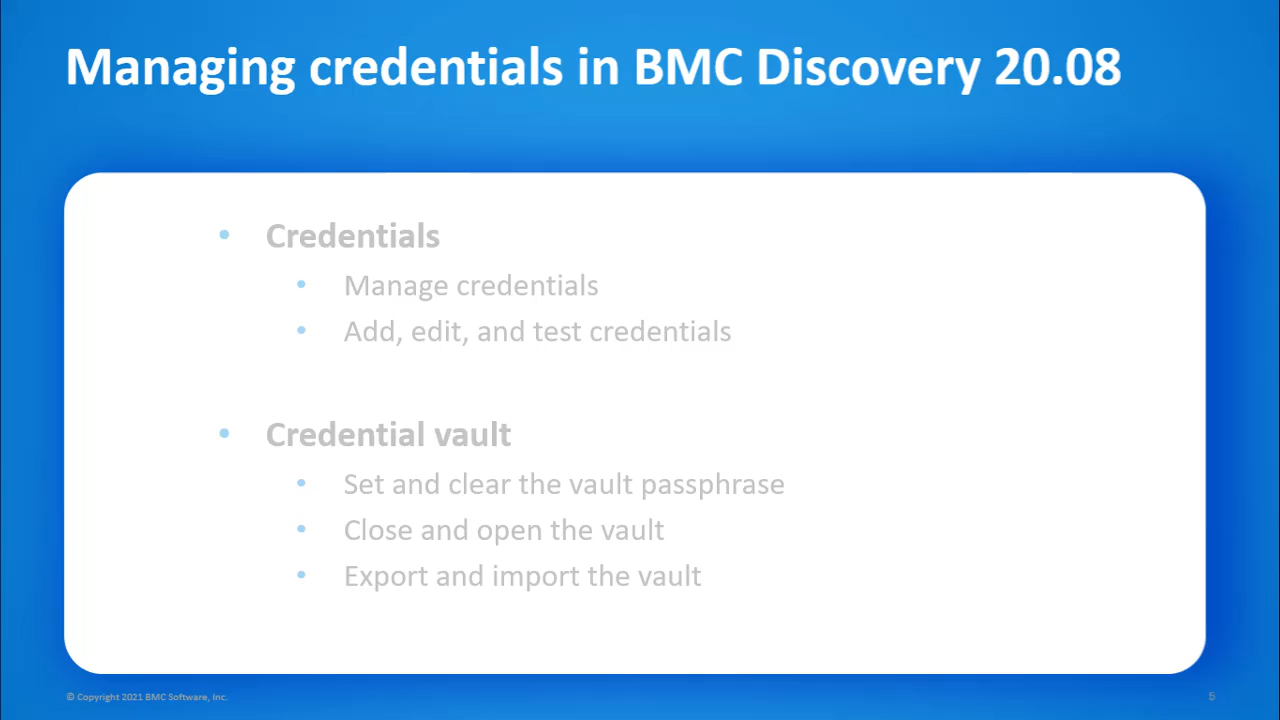 Managing credentials in BMC Discovery 20.08
• Credentials
• Manage credentials
• Add, edit, and test credentials
• Credential vault
• Set and clear the vault passphrase
• Close and open the vault
• Export and import the vault
© Copyright 2021 BMC Software, Inc.
5